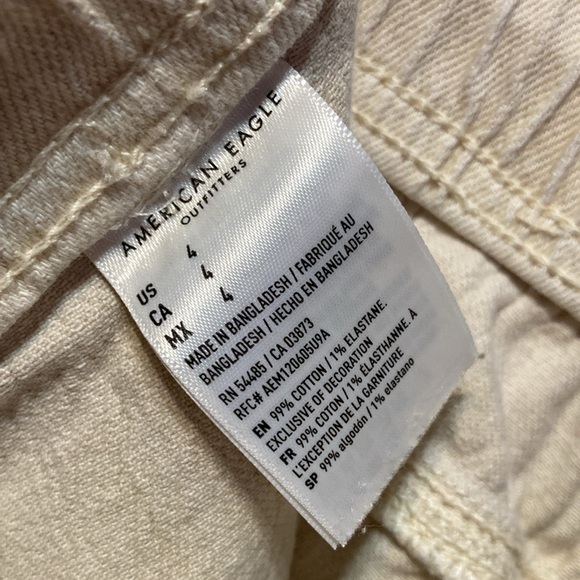 AMERICAN EAGLE
OUTFITTERS
US 4
CA 4
MX 4
MADE IN BANGLADESH / FABRIQUÉ AU
BANGLADESH / HECHO EN BANGLADESH
RN 54485 / CA 03873
RFC# AEM120605U9A
EN 99% COTTON / 1% ELASTANE.
EXCLUSIVE OF DECORATION
FR 99% COTON / 1% ÉLASTHANNE. À
L'EXCEPTION DE LA GARNITURE
SP 99% algodón / 1% elastano